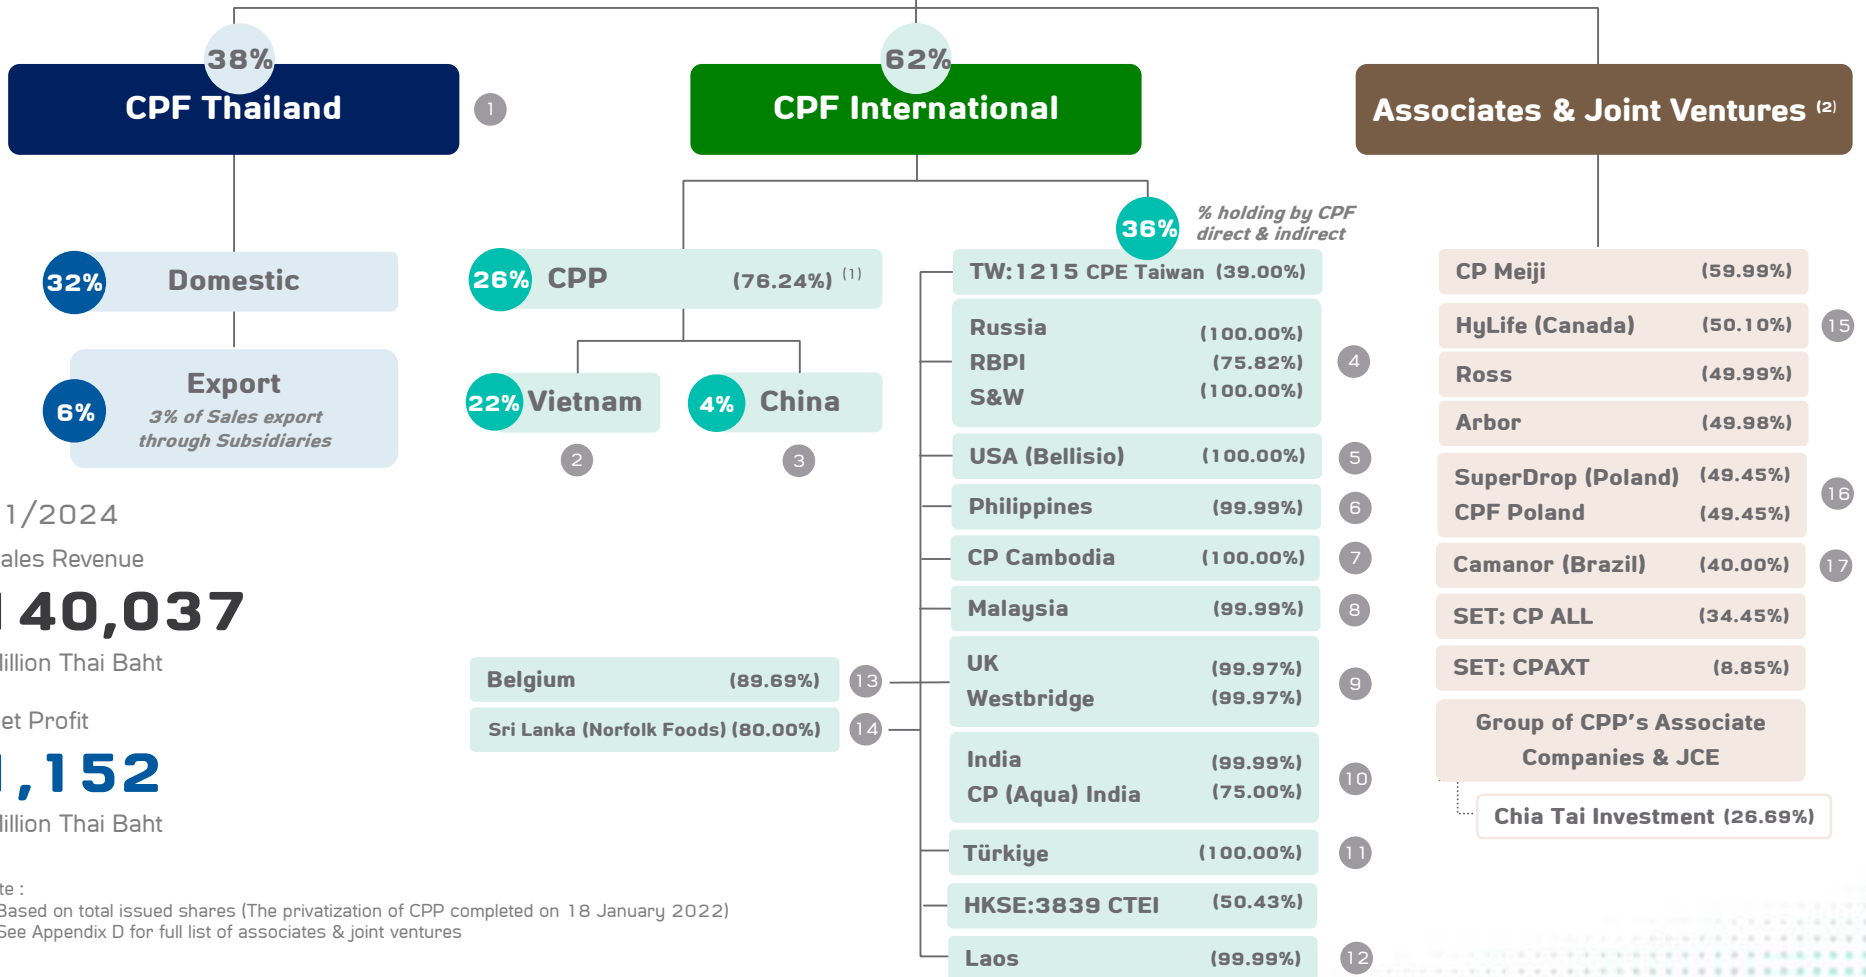 38%
CPF Thailand
1
62%
CPF International
Associates & Joint Ventures (2)
32%
Domestic
6%
Export
3% of Sales export
through Subsidiaries
26%
CPP (76.24%) (1)
22% Vietnam
2
4% China
3
36%
% holding by CPF
direct & indirect
TW:1215 CPE Taiwan (39.00%)
Russia (100.00%)
RBPI (75.82%)
S&W (100.00%)
4
USA (Bellisio) (100.00%) 5
Philippines (99.99%) 6
CP Cambodia (100.00%) 7
Malaysia (99.99%) 8
UK (99.97%)
Westbridge (99.97%)
9
India (99.99%)
CP (Aqua) India (75.00%)
10
Türkiye (100.00%) 11
HKSE:3839 CTEI (50.43%)
Laos (99.99%) 12
Belgium (89.69%) 13
Sri Lanka (Norfolk Foods) (80.00%) 14
CP Meiji (59.99%)
HyLife (Canada) (50.10%) 15
Ross (49.99%)
Arbor (49.98%)
SuperDrop (Poland) (49.45%)
CPF Poland (49.45%)
16
Camanor (Brazil) (40.00%) 17
SET: CP ALL (34.45%)
SET: CPAXT (8.85%)
Group of CPP's Associate
Companies & JCE
Chia Tai Investment (26.69%)
1/2024
ales Revenue
140,037
illion Thai Baht
et Profit
1,152
illion Thai Baht
te :
Based on total issued shares (The privatization of CPP completed on 18 January 2022)
See Appendix D for full list of associates & joint ventures